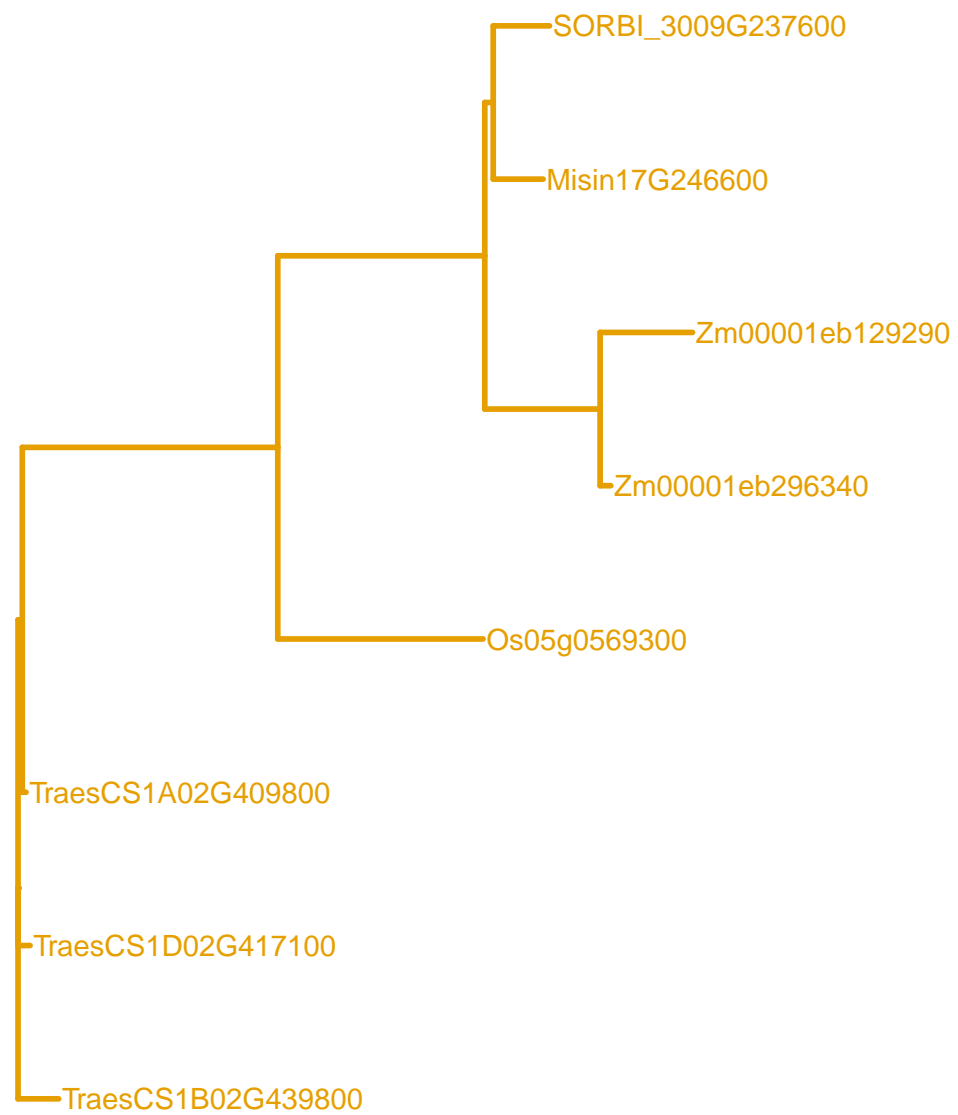 SORBI_3009G237600
Misin17G246600
Zm00001eb129290
Zm00001eb296340
Os05g0569300
TraesCS1A02G409800
TraesCS1D02G417100
TraesCS1B02G439800